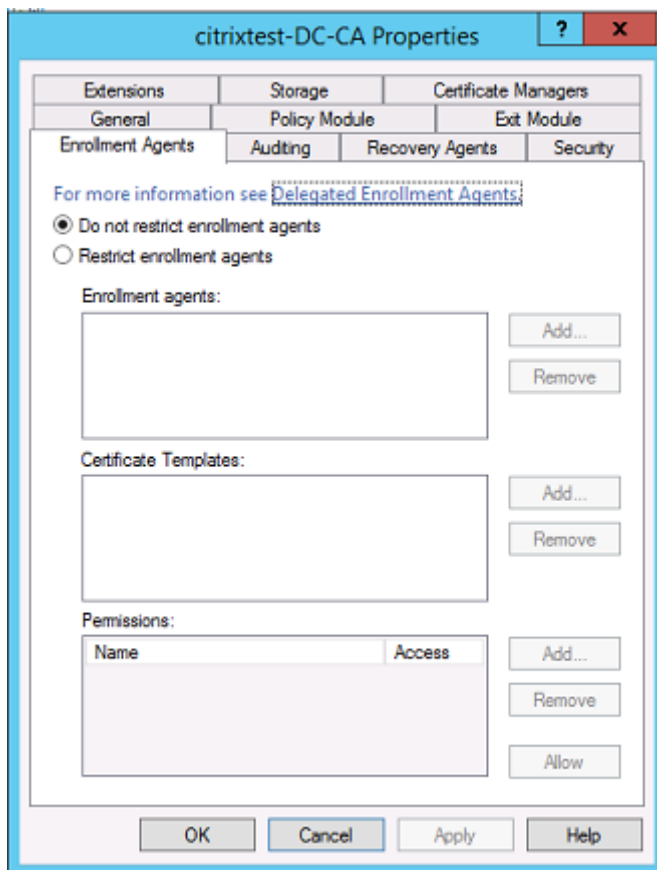 citrixtest-DC-CA Properties
?
x
Extensions
Storage
Certificate Managers
General
Policy Module
Exit Module
Enrollment Agents
Auditing
Recovery Agents
Security
For more information see Delegated Enrollment Agents.
Do not restrict enrollment agents
Restrict enrollment agents
Enrollment agents:
Add...
Remove
Certificate Templates:
Add...
Remove
Permissions:
Name
Access
Add...
Remove
Allow
OK
Cancel
Apply
Help